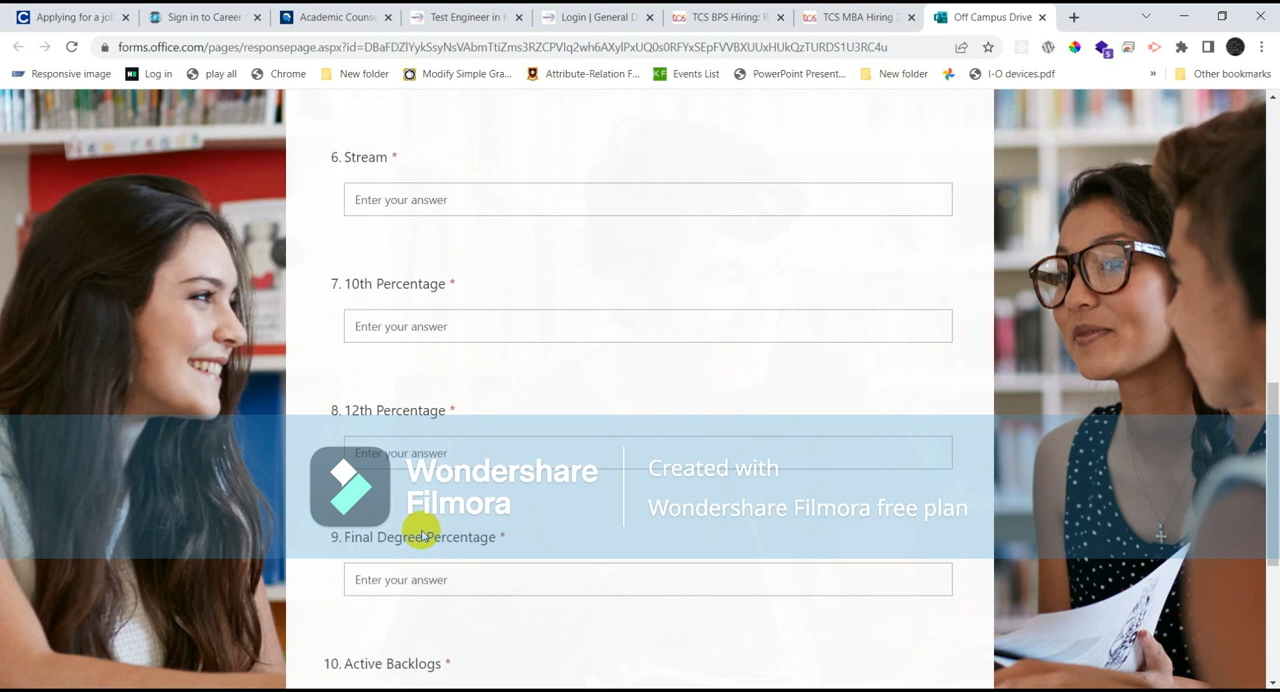 Applying for a job
Sign in to Career
Academic Couns
Test Engineer in B
Login | General D
TCS BPS Hiring: R
TCS MBA Hiring 2
Off Campus Drive
forms.office.com/pages/responsepage.aspx?id=DBaFDZlYykSsyNsVAbmTtiZms3RZCPVIq2wh6AXylPxUQ0s0RFYxSEpFVVBXUUxHUkQzTURDS1U3RC4u
Responsive image
Log in
play all
Chrome
New folder
Modify Simple Gra...
Attribute-Relation F...
KF Events List
PowerPoint Present...
New folder
I-O devices.pdf
»
Other bookmarks
6. Stream *
Enter your answer
7. 10th Percentage *
Enter your answer
8. 12th Percentage *
Enter your answer
Wondershare
Filmora
Created with
Wondershare Filmora free plan
9. Final Degree Percentage *
Enter your answer
10. Active Backlogs *